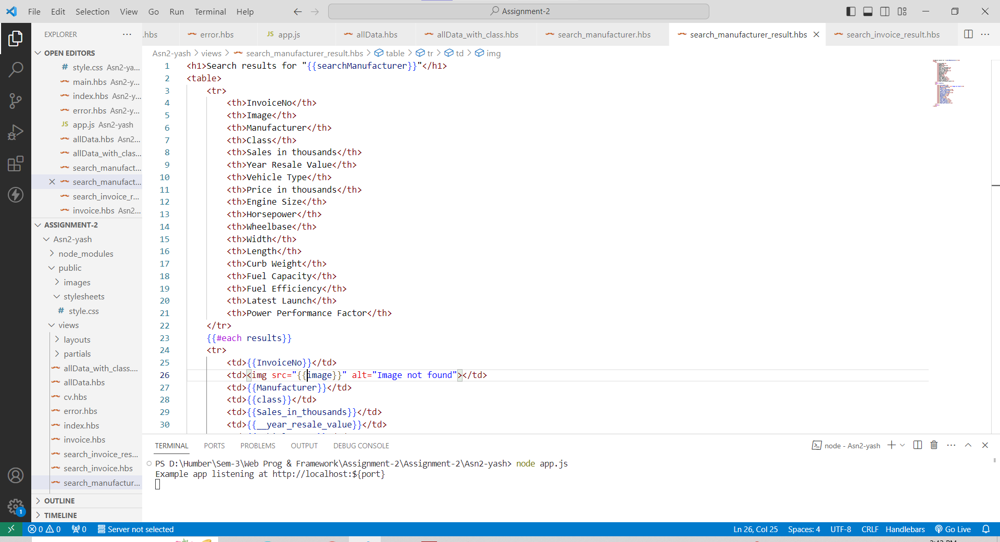 File Edit Selection View Go Run Terminal Help
Assignment-2
EXPLORER
.hbs
error.hbs
JS app.js
allData.hbs
allData_with_class.hbs
search_manufacturer.hbs
search_manufacturer_result.hbs
search_invoice_result.hbs
OPEN EDITORS
# style.css Asn2-ya...
main.hbs Asn2-y...
index.hbs Asn2-y...
error.hbs Asn2-y...
JS app.js Asn2-yash
allData.hbs Asn2...
allData_with_clas...
search_manufact...
search_manufact...
search_invoice_r...
invoice.hbs Asn2...
ASSIGNMENT-2
Asn2-yash
node_modules
public
images
stylesheets
# style.css
views
layouts
partials
allData_with_class....
allData.hbs
cv.hbs
error.hbs
index.hbs
invoice.hbs
search_invoice_res...
search_invoice.hbs
search_manufactur...
OUTLINE
TIMELINE
Asn2-yash > views > search_manufacturer_result.hbs > table > tr > td > img
1 <h1>Search results for "{{searchManufacturer}}"</h1>
2 <table>
3 <tr>
4 <th>InvoiceNo</th>
5 <th>Image</th>
6 <th>Manufacturer</th>
7 <th>Class</th>
8 <th>Sales in thousands</th>
9 <th>Year Resale Value</th>
10 <th>Vehicle Type</th>
11 <th>Price in thousands</th>
12 <th>Engine Size</th>
13 <th>Horsepower</th>
14 <th>Wheelbase</th>
15 <th>Width</th>
16 <th>Length</th>
17 <th>Curb Weight</th>
18 <th>Fuel Capacity</th>
19 <th>Fuel Efficiency</th>
20 <th>Latest Launch</th>
21 <th>Power Performance Factor</th>
22 </tr>
23 {{#each results}}
24 <tr>
25 <td>{{InvoiceNo}}</td>
26 <td><img src="{{image}}" alt="Image not found"></td>
27 <td>{{Manufacturer}}</td>
28 <td>{{class}}</td>
29 <td>{{Sales_in_thousands}}</td>
30 <td>{{__year_resale_value}}</td>
TERMINAL PORTS PROBLEMS OUTPUT DEBUG CONSOLE
node - Asn2-yash
PS D:\Humber\Sem-3\Web Prog & Framework\Assignment-2\Assignment-2\Asn2-yash> node app.js
Example app listening at http://localhost:${port}
1
0 0 0 Server not selected
Ln 26, Col 25 Spaces: 4 UTF-8 CRLF Handlebars Go Live